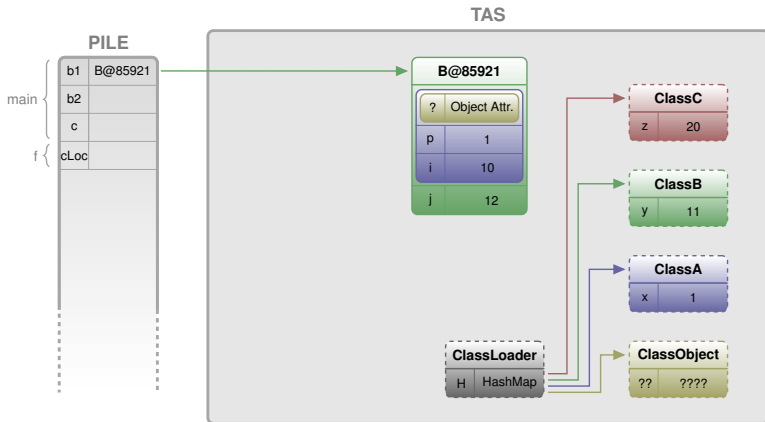 TAS
PILE
main
b1 B@85921
b2
c
f
cLoc
B@85921
? Object Attr.
p 1
i 10
j 12
ClassC
z 20
ClassB
y 11
ClassA
x 1
ClassLoader
H HashMap
ClassObject
?? ????